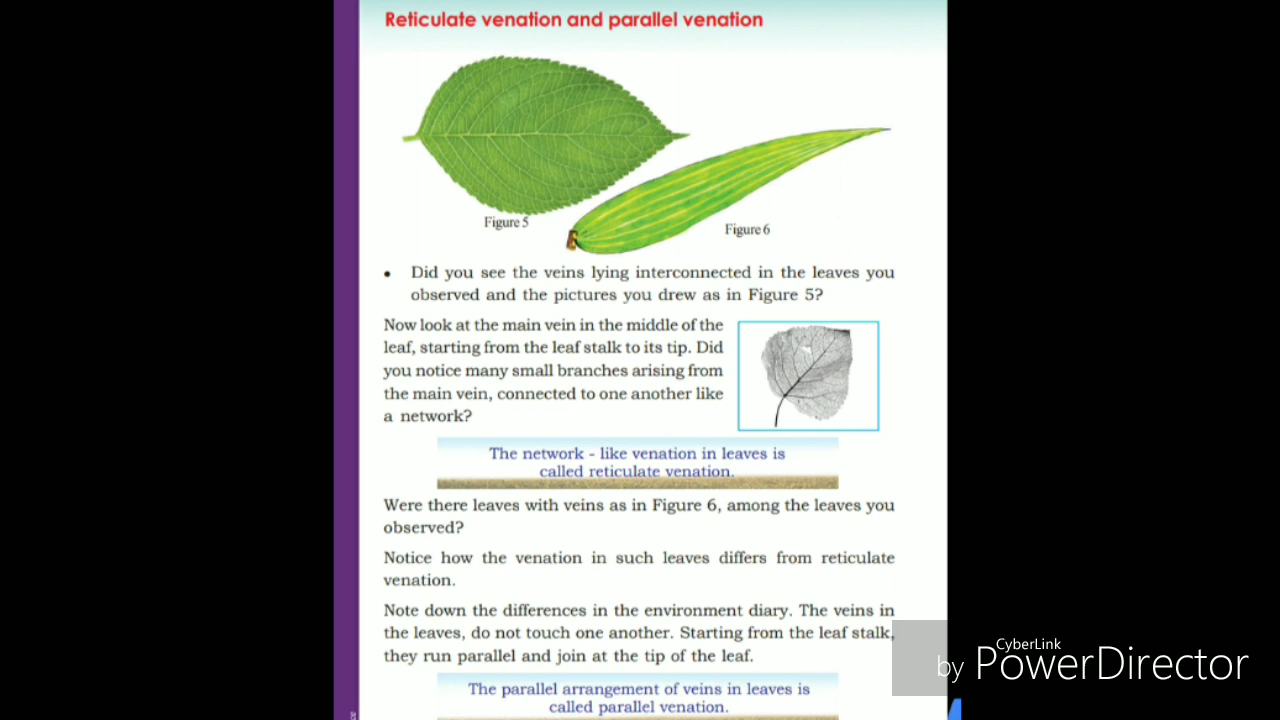 Reticulate venation and parallel venation
Figure 5
Figure 6
• Did you see the veins lying interconnected in the leaves you
observed and the pictures you drew as in Figure 5?
Now look at the main vein in the middle of the
leaf, starting from the leaf stalk to its tip. Did
you notice many small branches arising from
the main vein, connected to one another like
a network?
The network - like venation in leaves is
called reticulate venation.
Were there leaves with veins as in Figure 6, among the leaves you
observed?
Notice how the venation in such leaves differs from reticulate
venation.
Note down the differences in the environment diary. The veins in
the leaves, do not touch one another. Starting from the leaf stalk,
they run parallel and join at the tip of the leaf.
The parallel arrangement of veins in leaves is
called parallel venation.
by CyberLink PowerDirector